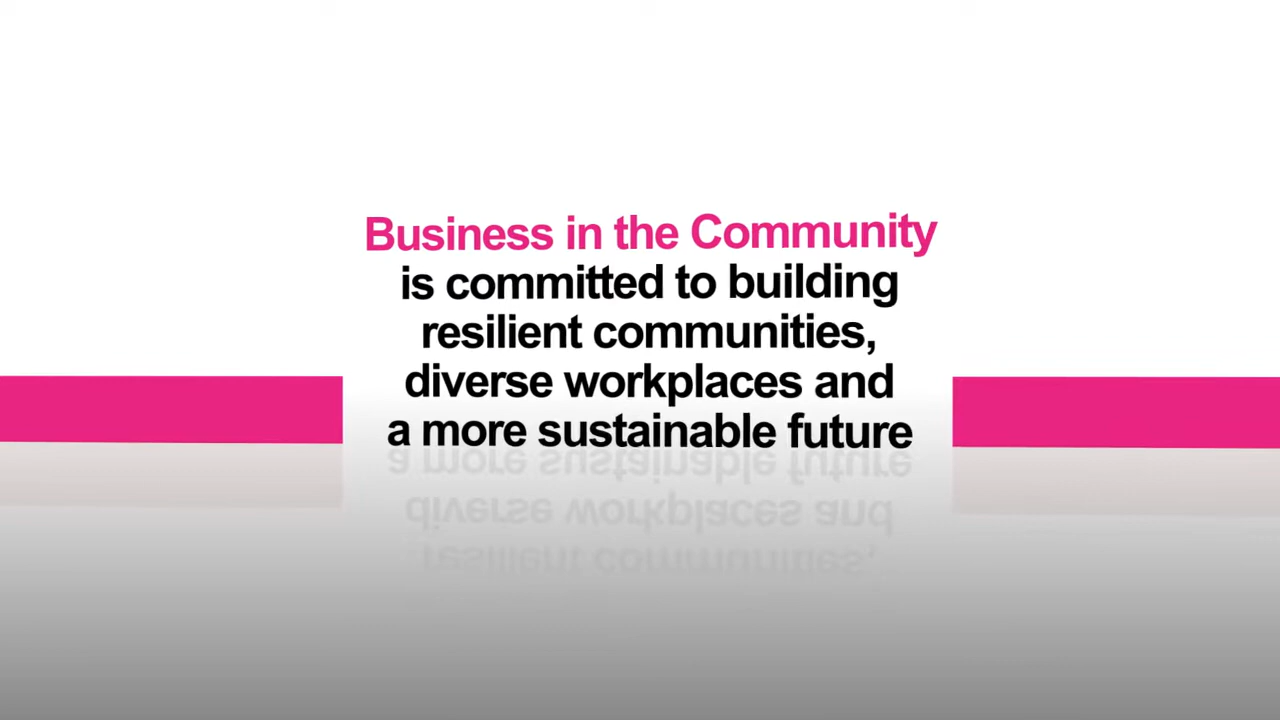 Business in the Community
is committed to building
resilient communities,
diverse workplaces and
a more sustainable future